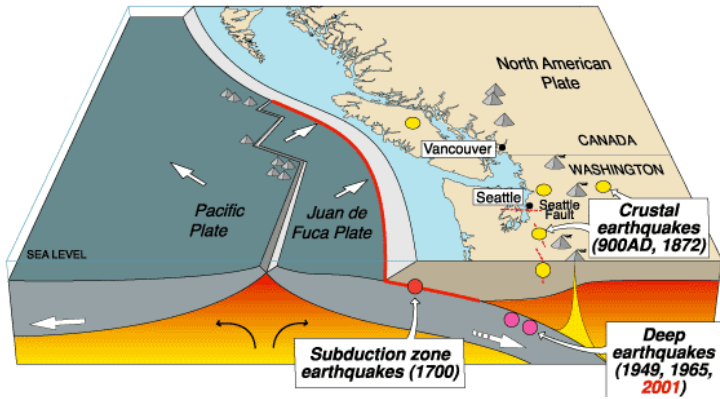 North American
Plate
CANADA
Vancouver
WASHINGTON
Seattle
Seattle
Fault
Pacific
Plate
Juan de
Fuca Plate
Crustal
earthquakes
(900AD, 1872)
SEA LEVEL
Subduction zone
earthquakes (1700)
Deep
earthquakes
(1949, 1965,
2001)